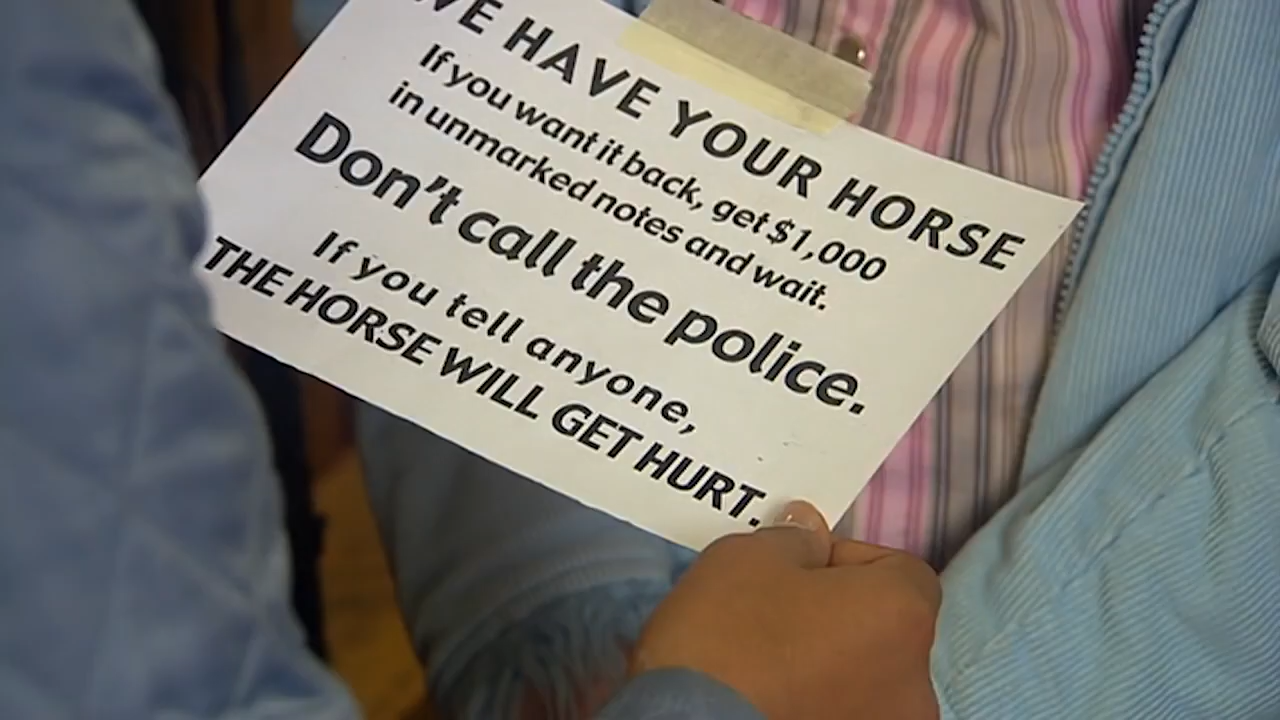 WE HAVE YOUR HORSE
If you want it back, get $1,000
in unmarked notes and wait.
Don't call the police.
If you tell anyone,
THE HORSE WILL GET HURT.